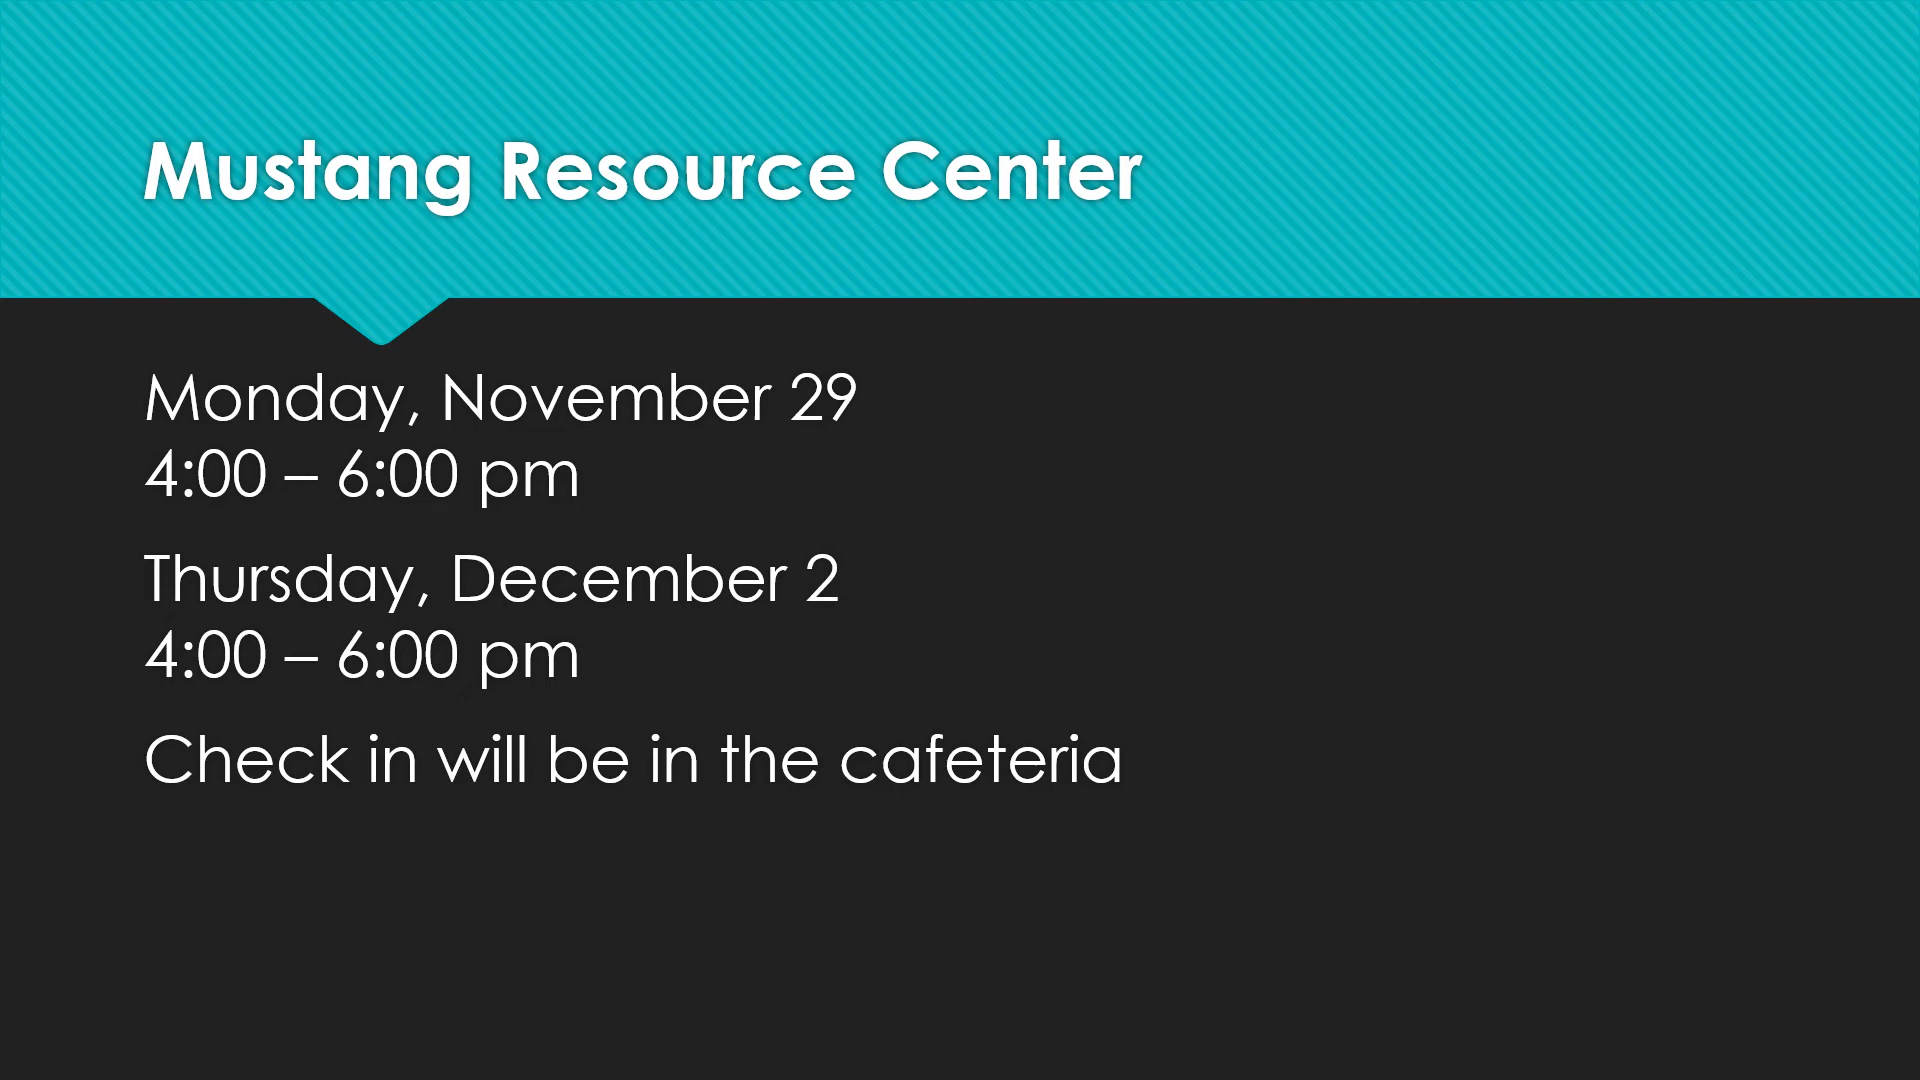 Mustang Resource Center
Monday, November 29
4:00 – 6:00 pm
Thursday, December 2
4:00 – 6:00 pm
Check in will be in the cafeteria